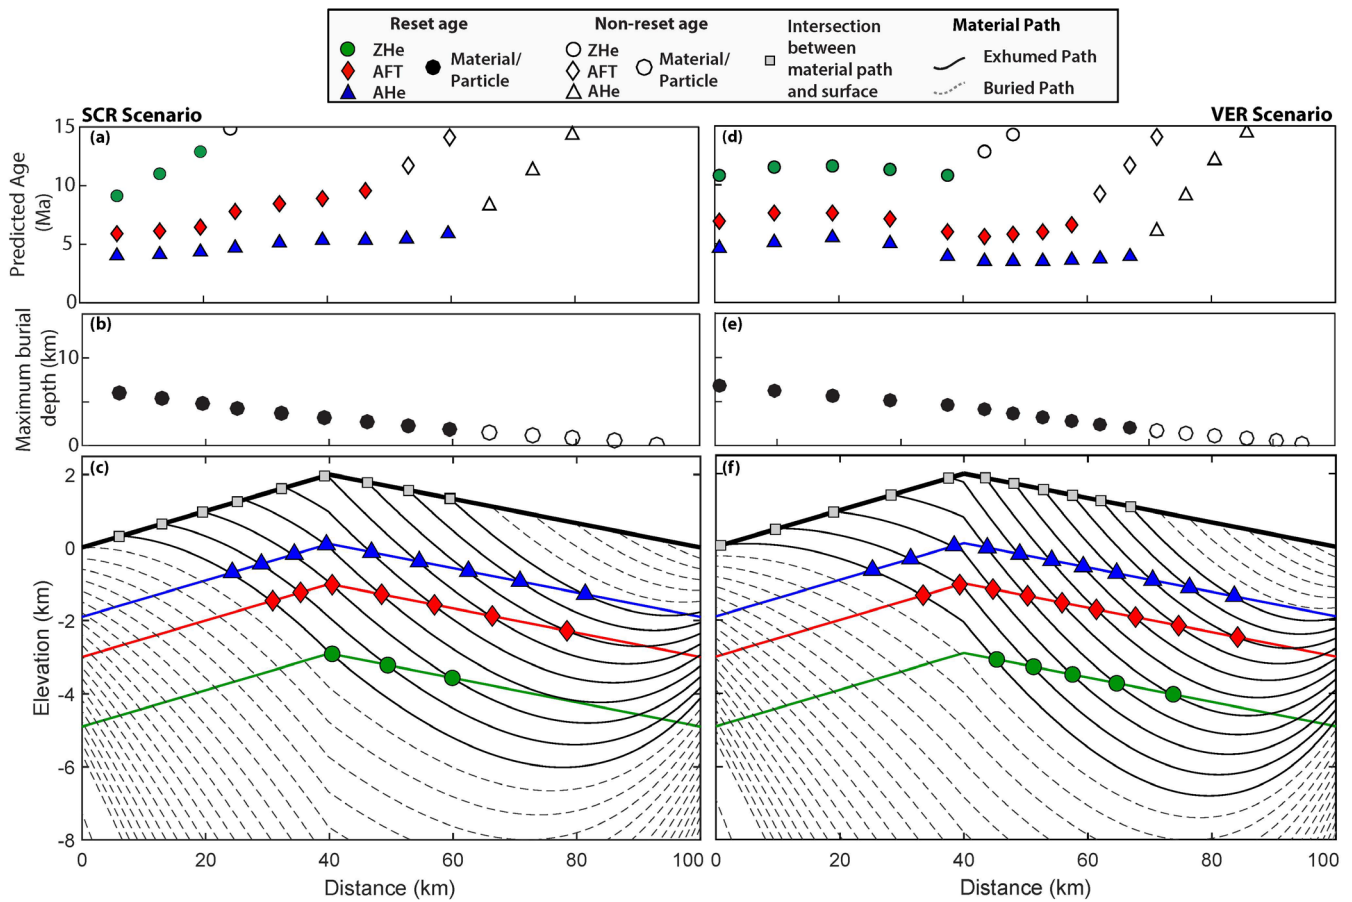 Reset age
Non-reset age
Intersection between material path and surface
Material Path
ZHe
AFT
AHe
Material/
Particle
ZHe
AFT
AHe
Material/
Particle
Exhumed Path
Buried Path
SCR Scenario
VER Scenario
(a)
15
10
5
0
Predicted Age
(Ma)
(d)
(b)
10
0
Maximum burial
depth (km)
(e)
(c)
2
0
-2
-4
-6
-8
Elevation (km)
(f)
0 20 40 60 80 100
0 20 40 60 80 100
Distance (km)
Distance (km)